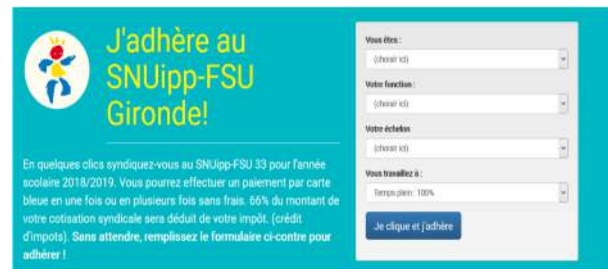 J'adhère au
SNUipp-FSU
Gironde!
En quelques clics syndiquez-vous au SNUipp-FSU 33 pour l'année
scolaire 2018/2019. Vous pourrez effectuer un paiement par carte
bleue en une fois ou en plusieurs fois sans frais. 66% du montant de
votre cotisation syndicale sera déduit de votre impôt. (crédit
d'impots). Sans attendre, remplissez le formulaire ci-contre pour
adhérer !
Vous êtes :
(choisir ici)
Votre fonction :
(choisir ici)
Votre échelon
(choisir ici)
Vous travaillez à :
Temps plein : 100%
Je clique et j'adhère